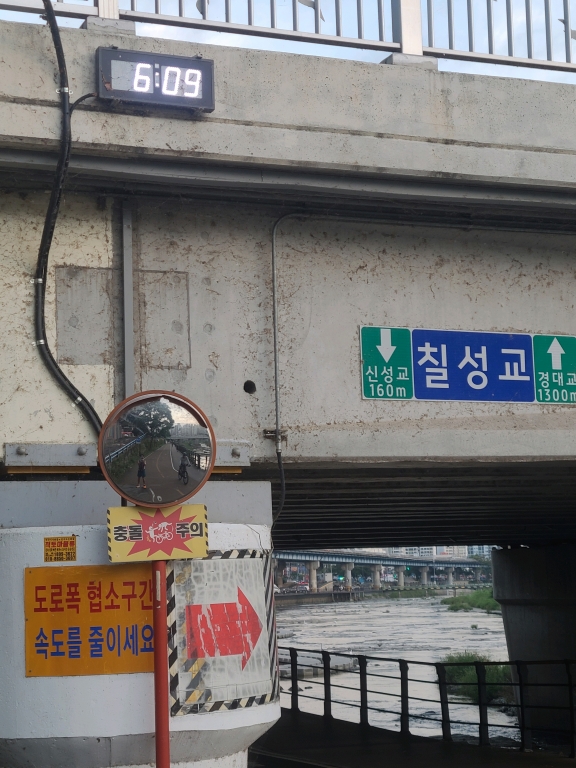 6:09
신성교
160m
칠성교
경대교
1300m
충돌 주의
도로폭 협소구간
속도를 줄이세요